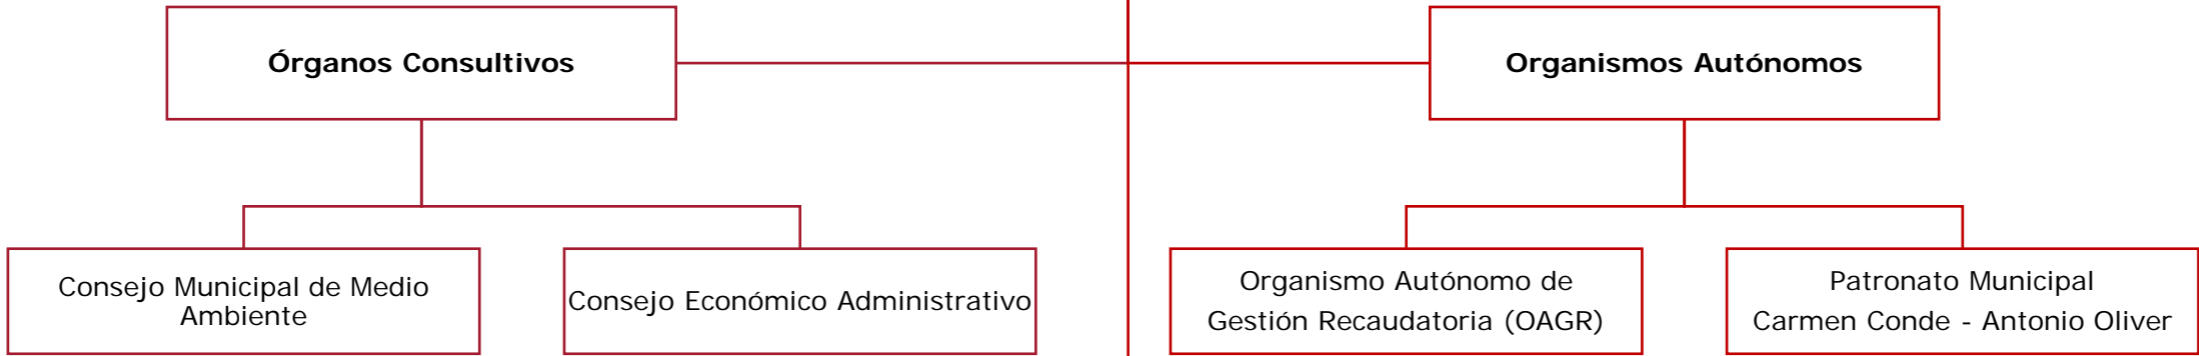 Órganos Consultivos
Organismos Autónomos
Consejo Municipal de Medio
Ambiente
Consejo Económico Administrativo
Organismo Autónomo de
Gestión Recaudatoria (OAGR)
Patronato Municipal
Carmen Conde - Antonio Oliver